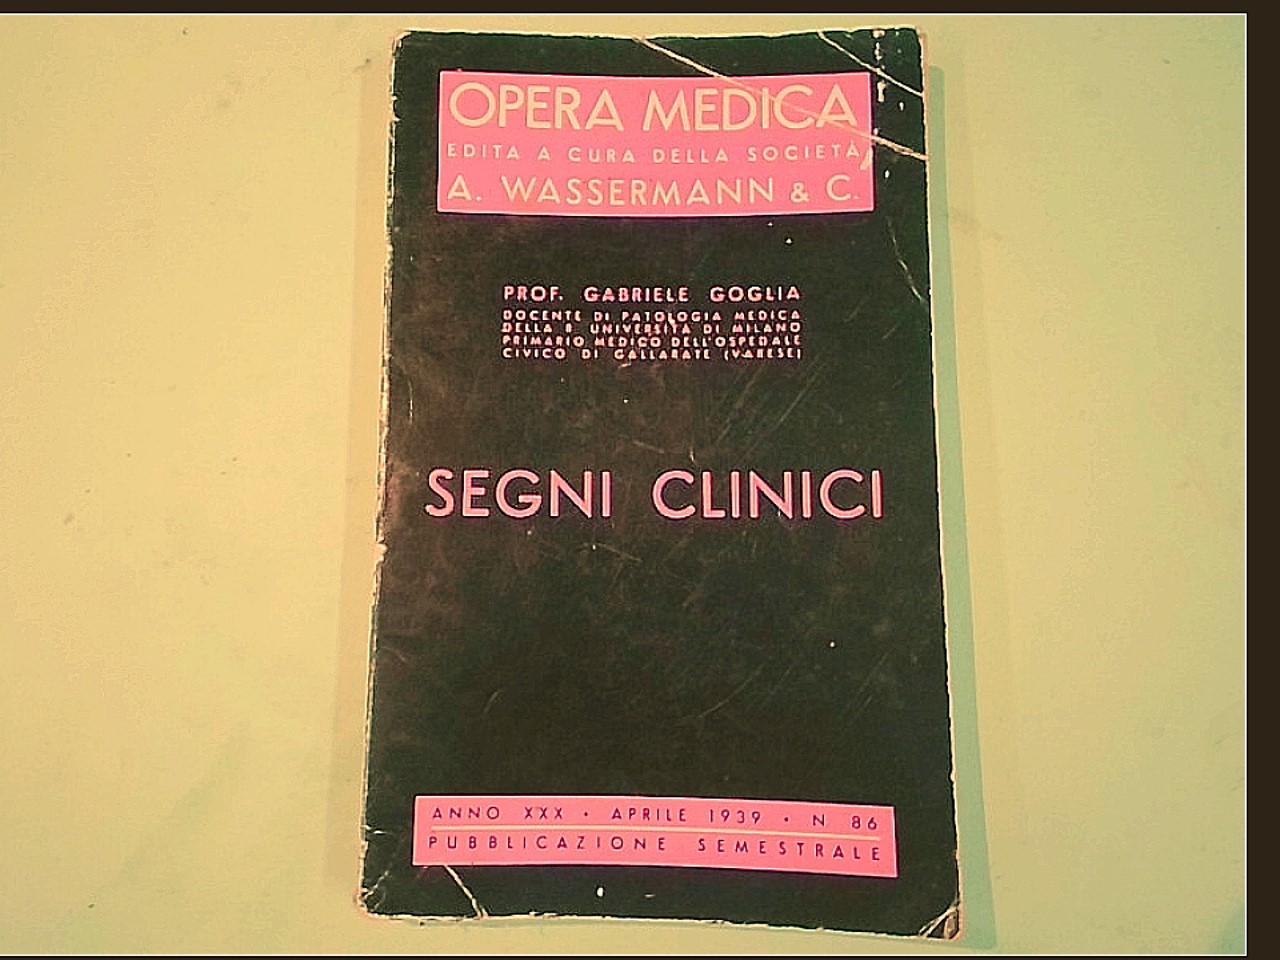 OPERA MEDICA
EDITA A CURA DELLA SOCIETÀ
A. WASSERMANN & C.
PROF. GABRIELE GOGLIA
DOCENTE DI PATOLOGIA MEDICA
DELLA R. UNIVERSITÀ DI MILANO
PRIMARIO MEDICO DELL'OSPEDALE
CIVICO DI GALLARATE (VARESE)
SEGNI CLINICI
ANNO XXX • APRILE 1939 • N 86
PUBBLICAZIONE SEMESTRALE